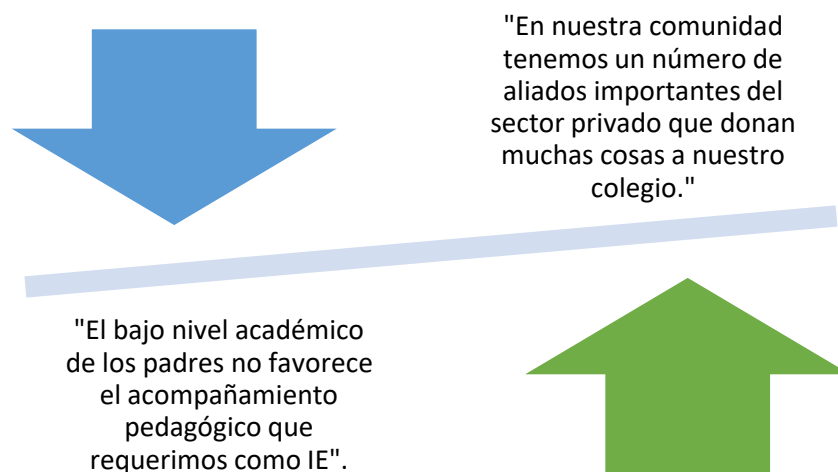 "En nuestra comunidad
tenemos un número de
aliados importantes del
sector privado que donan
muchas cosas a nuestro
colegio."
"El bajo nivel académico
de los padres no favorece
el acompañamiento
pedagógico que
requerimos como IE".